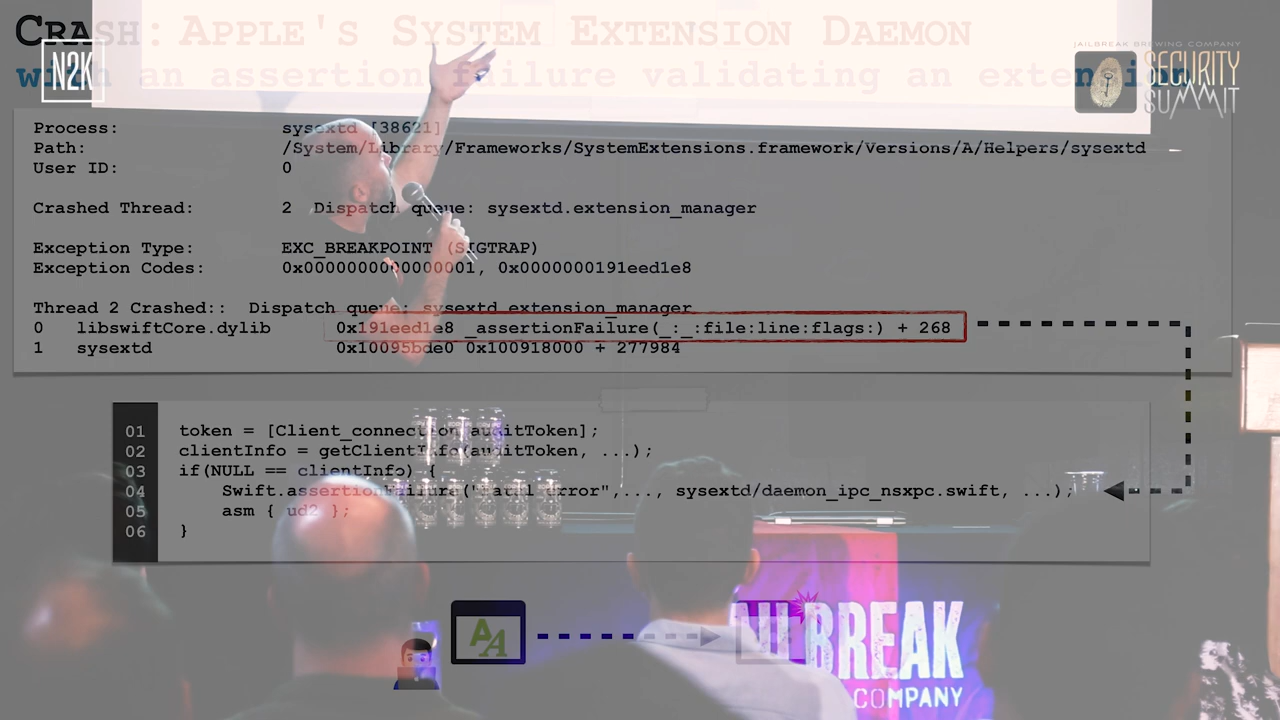 Crash: Apple's System Extension Daemon
with an assertion failure validating an extension
N2K
JAILBREAK BREWING COMPANY
SECURITY
SUMMIT
Process: sysextd [38621]
Path: /System/Library/Frameworks/SystemExtensions.framework/Versions/A/Helpers/sysextd
User ID: 0
Crashed Thread: 2 Dispatch queue: sysextd.extension_manager
Exception Type: EXC_BREAKPOINT (SIGTRAP)
Exception Codes: 0x0000000000000001, 0x0000000191eed1e8
Thread 2 Crashed:: Dispatch queue: sysextd.extension_manager
0 libswiftCore.dylib 0x191eed1e8 _assertionFailure(_:_:file:line:flags:) + 268
1 sysextd 0x10095bde0 0x100918000 + 277984
01 token = [Client_connection auditToken];
02 clientInfo = getClientInfo(auditToken, ...);
03 if(NULL == clientInfo) {
04 Swift.assertionFailure("Fatal error",..., sysextd/daemon_ipc_nsxpc.swift, ...);
05 asm { ud2 };
06 }
AA
JAILBREAK
COMPANY